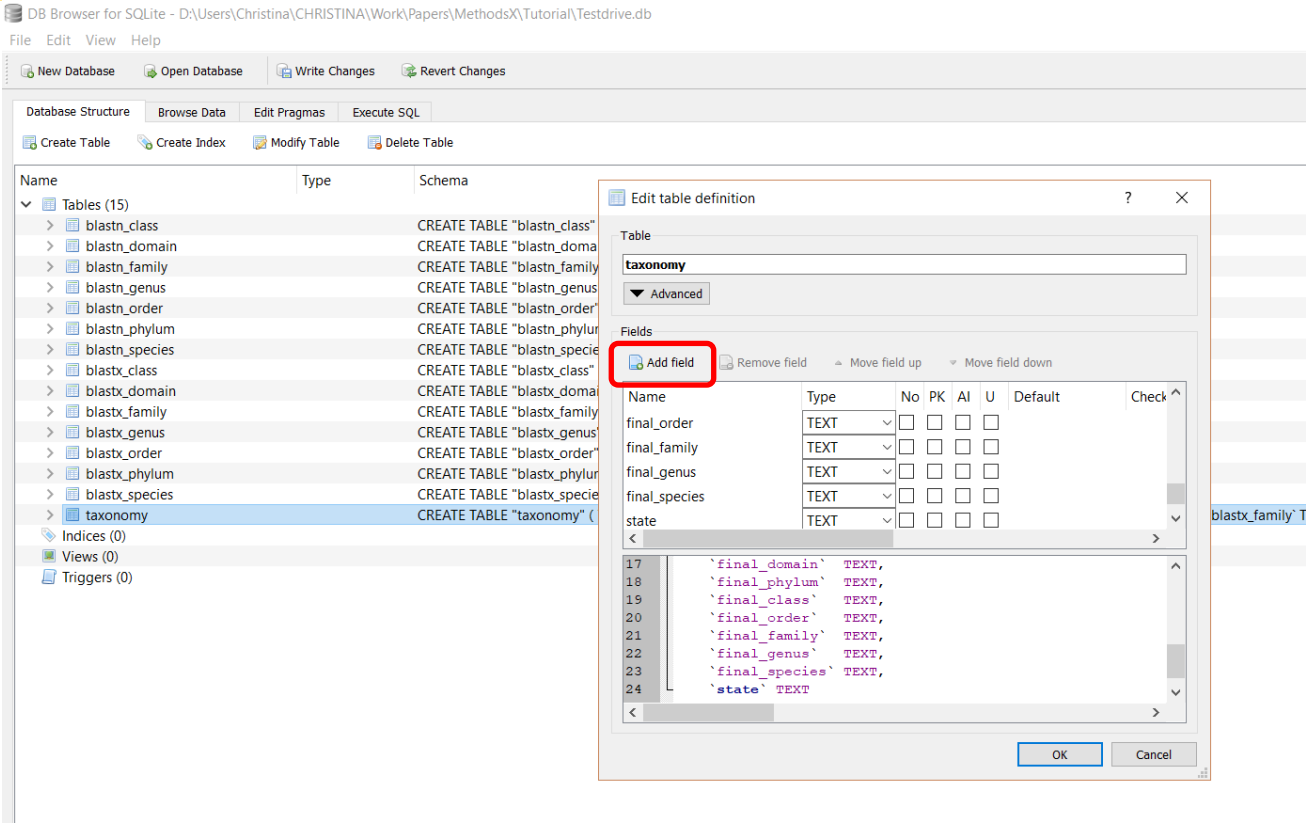 DB Browser for SQLite - D:\Users\Christina\CHRISTINA\Work\Papers\MethodsX\Tutorial\Testdrive.db
File Edit View Help
New Database Open Database Write Changes Revert Changes
Database Structure Browse Data Edit Pragmas Execute SQL
Create Table Create Index Modify Table Delete Table
Name Type Schema
Tables (15)
blastn_class CREATE TABLE "blastn_class"
blastn_domain CREATE TABLE "blastn_doma
blastn_family CREATE TABLE "blastn_family
blastn_genus CREATE TABLE "blastn_genus
blastn_order CREATE TABLE "blastn_order"
blastn_phylum CREATE TABLE "blastn_phylur
blastn_species CREATE TABLE "blastn_specie
blastx_class CREATE TABLE "blastx_class"
blastx_domain CREATE TABLE "blastx_domai
blastx_family CREATE TABLE "blastx_family
blastx_genus CREATE TABLE "blastx_genus"
blastx_order CREATE TABLE "blastx_order"
blastx_phylum CREATE TABLE "blastx_phylur
blastx_species CREATE TABLE "blastx_specie
taxonomy CREATE TABLE "taxonomy" ( blastx_family` T
Indices (0)
Views (0)
Triggers (0)
Edit table definition ?
Table
taxonomy
Advanced
Fields
Add field Remove field Move field up Move field down
Name Type No PK AI U Default Check
final_order TEXT
final_family TEXT
final_genus TEXT
final_species TEXT
state TEXT
17 `final_domain` TEXT,
18 `final_phylum` TEXT,
19 `final_class` TEXT,
20 `final_order` TEXT,
21 `final_family` TEXT,
22 `final_genus` TEXT,
23 `final_species` TEXT,
24 `state` TEXT
OK Cancel